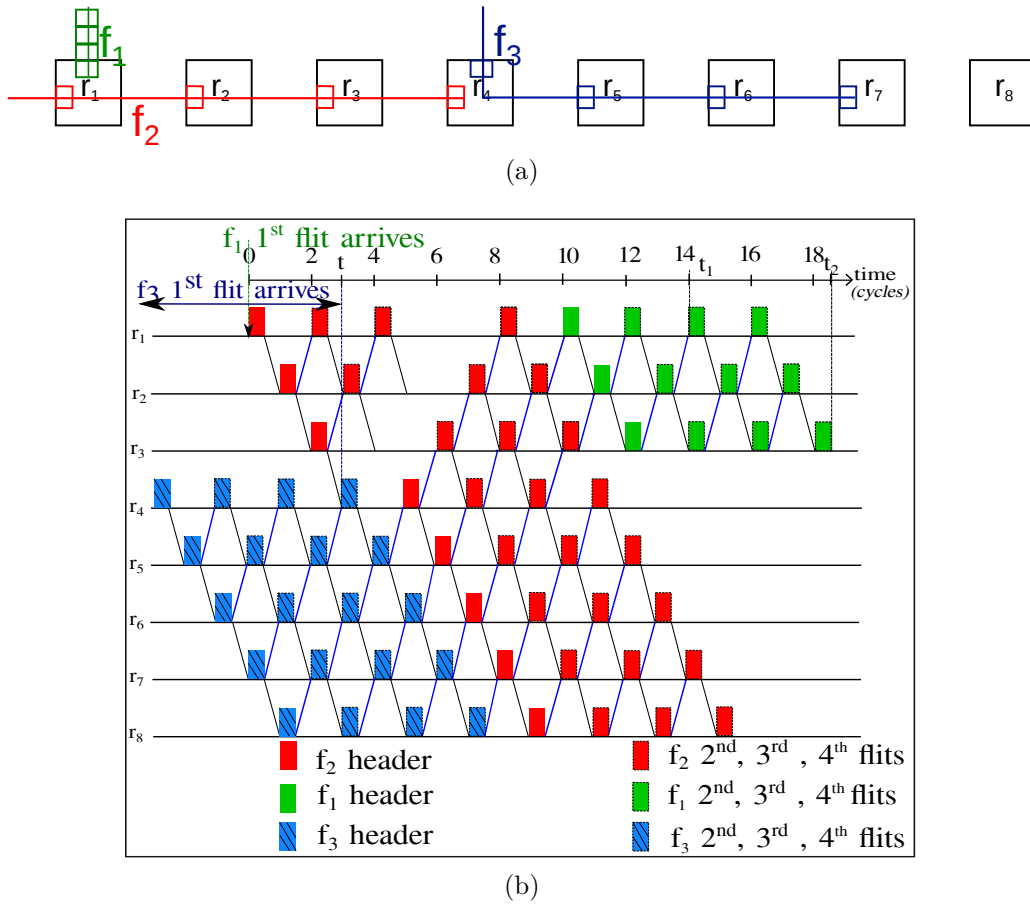 f1
f2
f3
r1 r2 r3 r4 r5 r6 r7 r8
(a)
f1 1st flit arrives
0 2 t 4 6 8 10 12 14 t1 16 18 t2 time
(cycles)
f3 1st flit arrives
r1
r2
r3
r4
r5
r6
r7
r8
f2 header
f2 2nd, 3rd , 4th flits
f1 header
f1 2nd, 3rd , 4th flits
f3 header
f3 2nd, 3rd , 4th flits
(b)